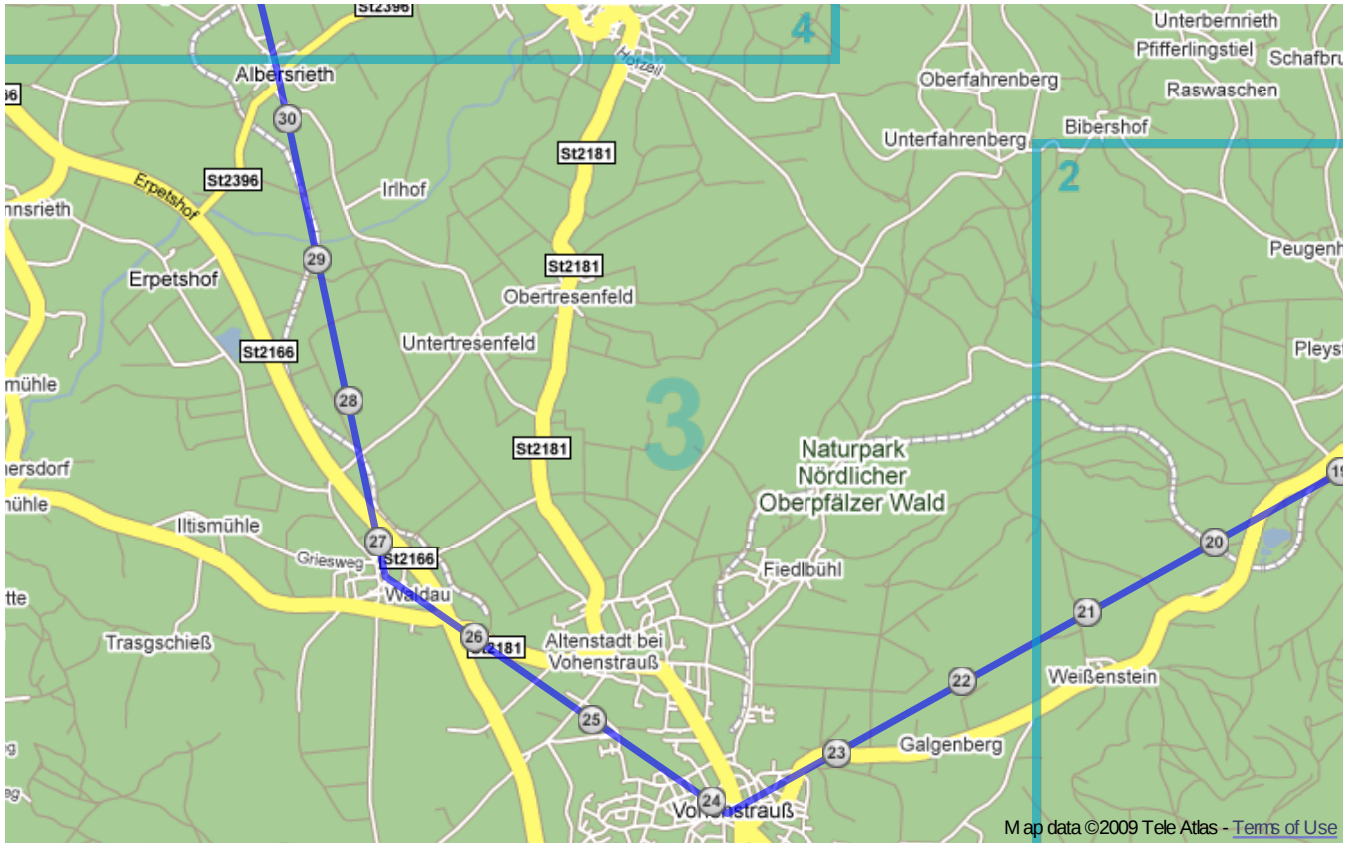 St2396
4
Unterbernrieth
Hotzeil
Pfifferlingstiel
Albersrieth
Oberfahrenberg
Raswaschen
30
Bibershof
Unterfahrenberg
St2181
St2396
Erpetshof
Irlhof
2
29
St2181
Erpetshof
Obertresenfeld
St2166
Untertresenfeld
28
3
St2181
Naturpark
Nördlicher
Oberpfälzer Wald
19
Iltismühle
27
20
Griesweg
St2166
Fiedlbühl
Waldau
21
Trasgschieß
26
St2181
Altenstadt bei
Vohenstrauß
22
Weißenstein
25
23
Galgenberg
24
Vohenstrauß
Map data ©2009 Tele Atlas - Terms of Use